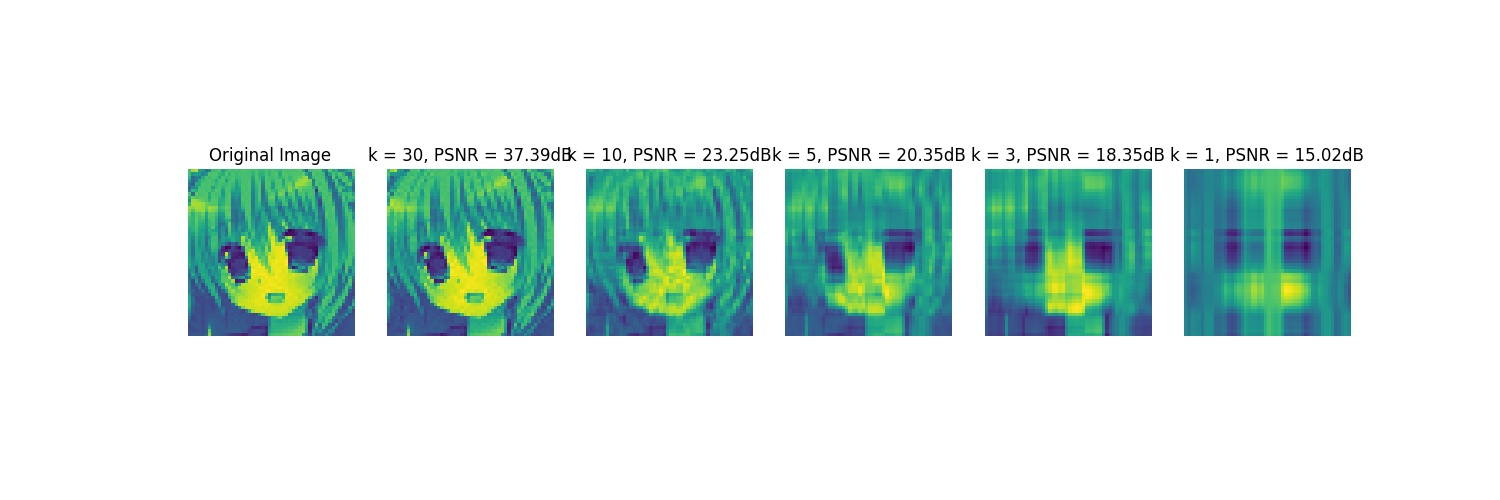 Original Image
k = 30, PSNR = 37.39dB
k = 10, PSNR = 23.25dB
k = 5, PSNR = 20.35dB
k = 3, PSNR = 18.35dB
k = 1, PSNR = 15.02dB